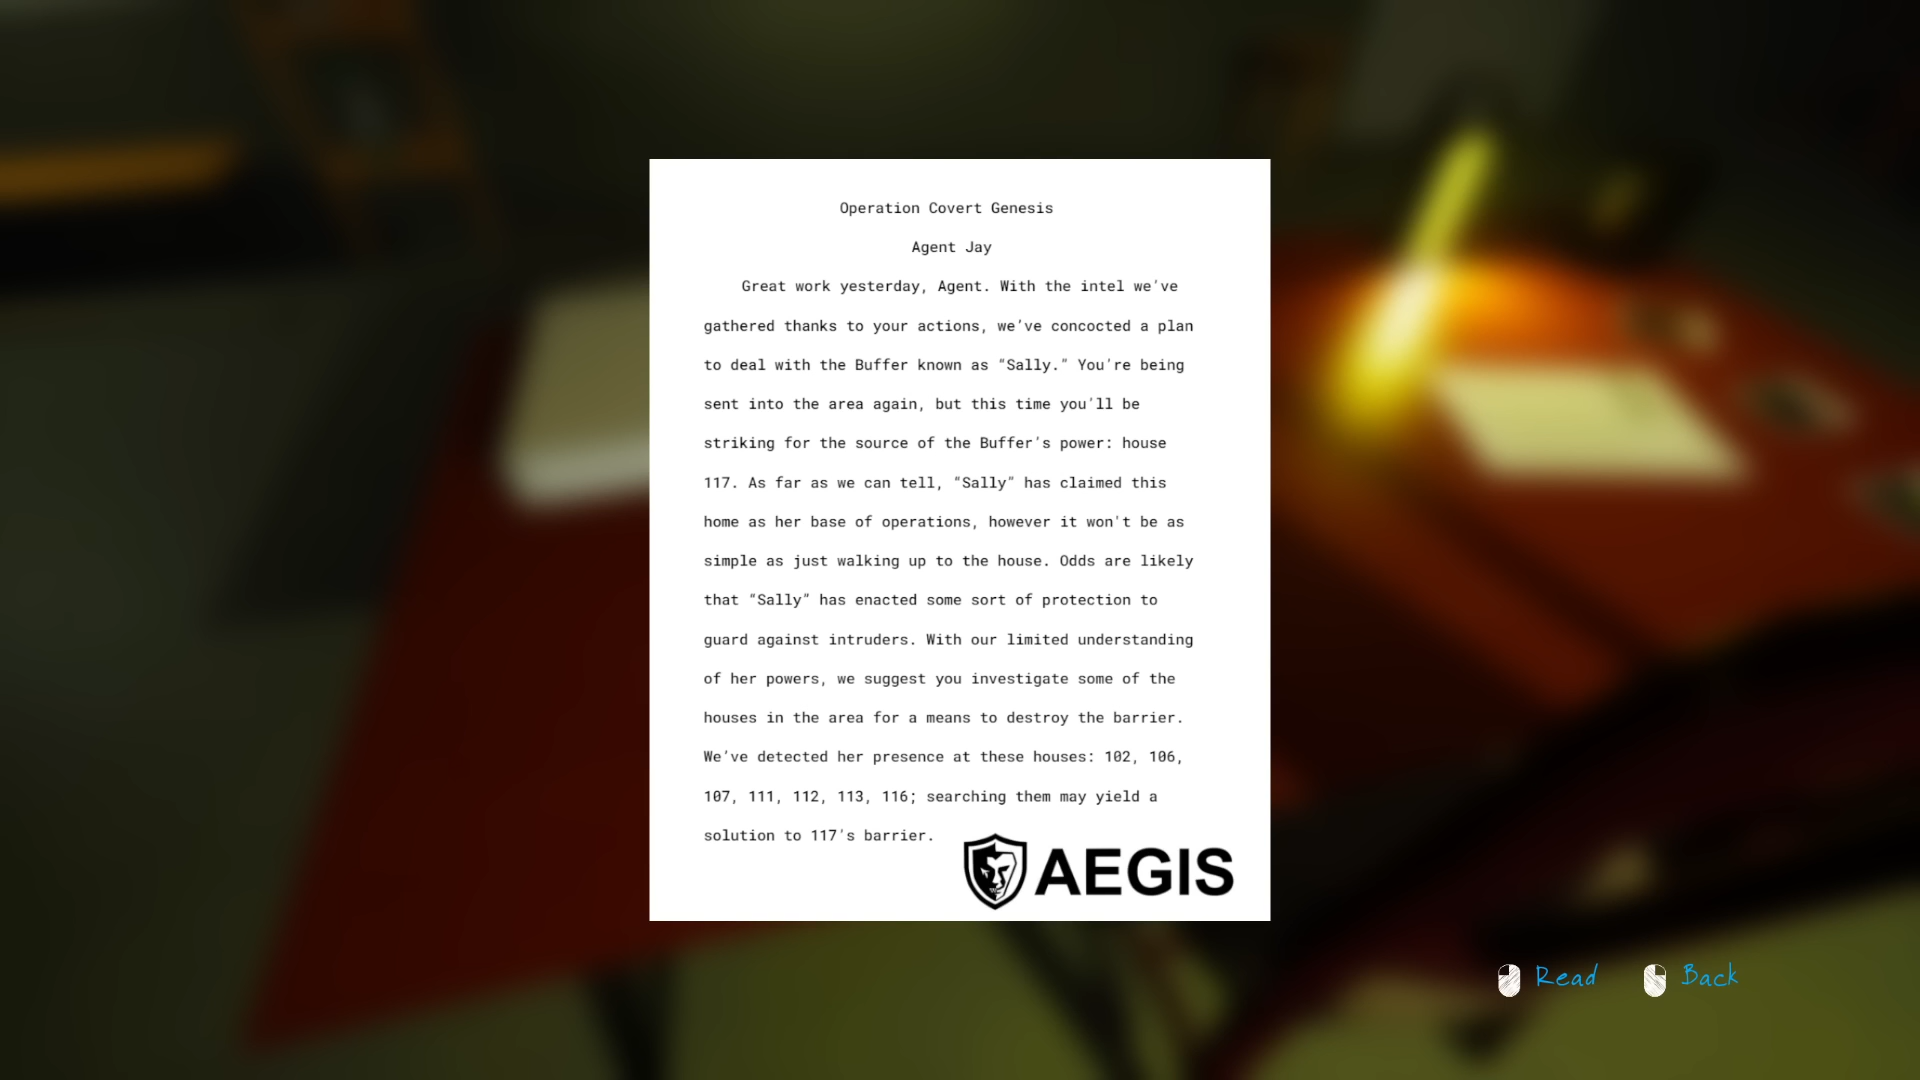 Operation Covert Genesis
Agent Jay
Great work yesterday, Agent. With the intel we've
gathered thanks to your actions, we've concocted a plan
to deal with the Buffer known as “Sally.” You're being
sent into the area again, but this time you'll be
striking for the source of the Buffer's power: house
117. As far as we can tell, “Sally” has claimed this
home as her base of operations, however it won't be as
simple as just walking up to the house. Odds are likely
that “Sally” has enacted some sort of protection to
guard against intruders. With our limited understanding
of her powers, we suggest you investigate some of the
houses in the area for a means to destroy the barrier.
We've detected her presence at these houses: 102, 106,
107, 111, 112, 113, 116; searching them may yield a
solution to 117's barrier.
AEGIS
Read Back